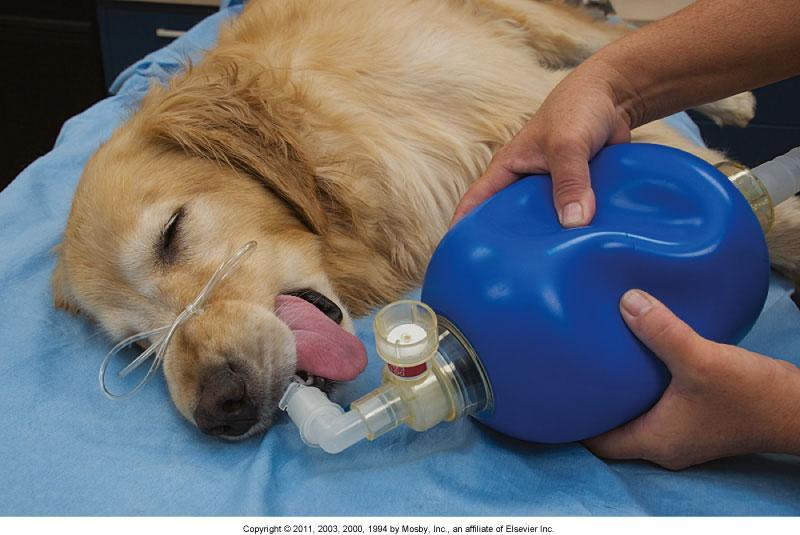 Copyright © 2011, 2003, 2000, 1994 by Mosby, Inc., an affiliate of Elsevier Inc.